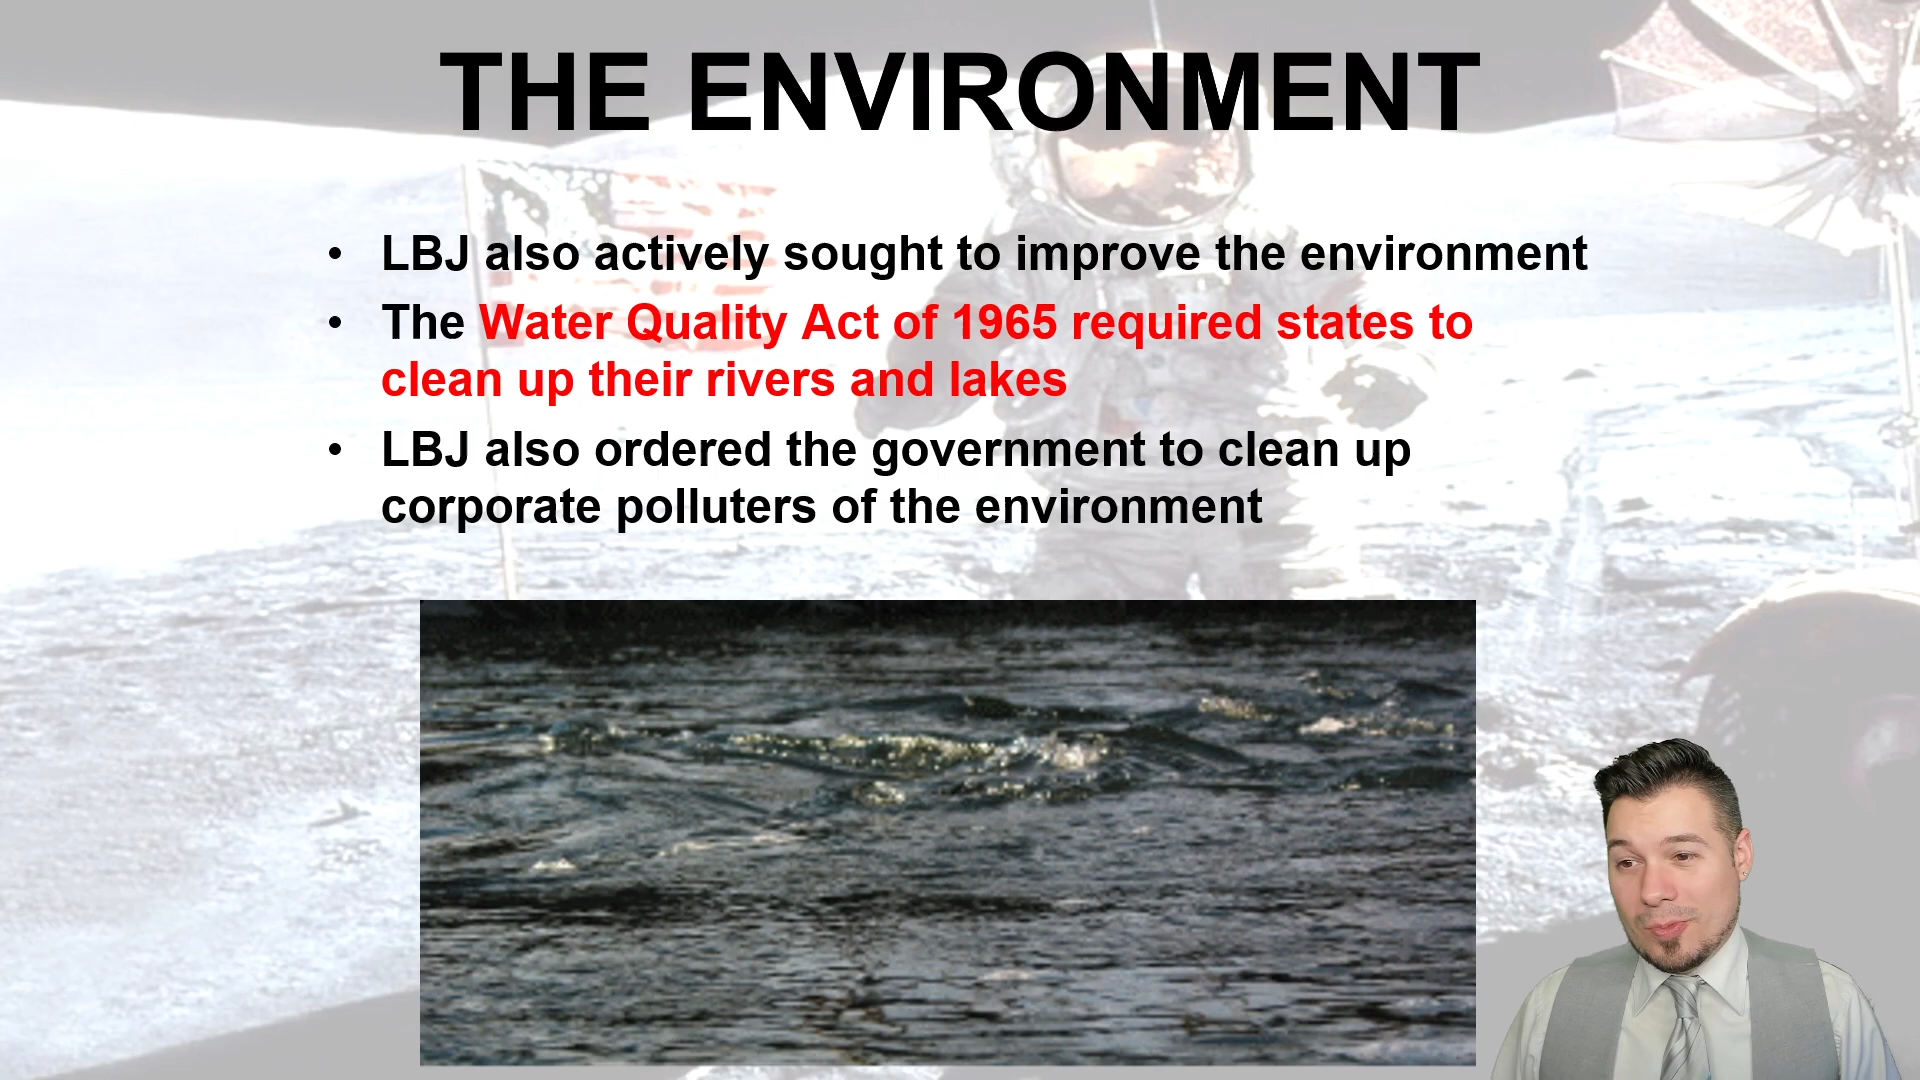 THE ENVIRONMENT
• LBJ also actively sought to improve the environment
• The Water Quality Act of 1965 required states to
clean up their rivers and lakes
• LBJ also ordered the government to clean up
corporate polluters of the environment